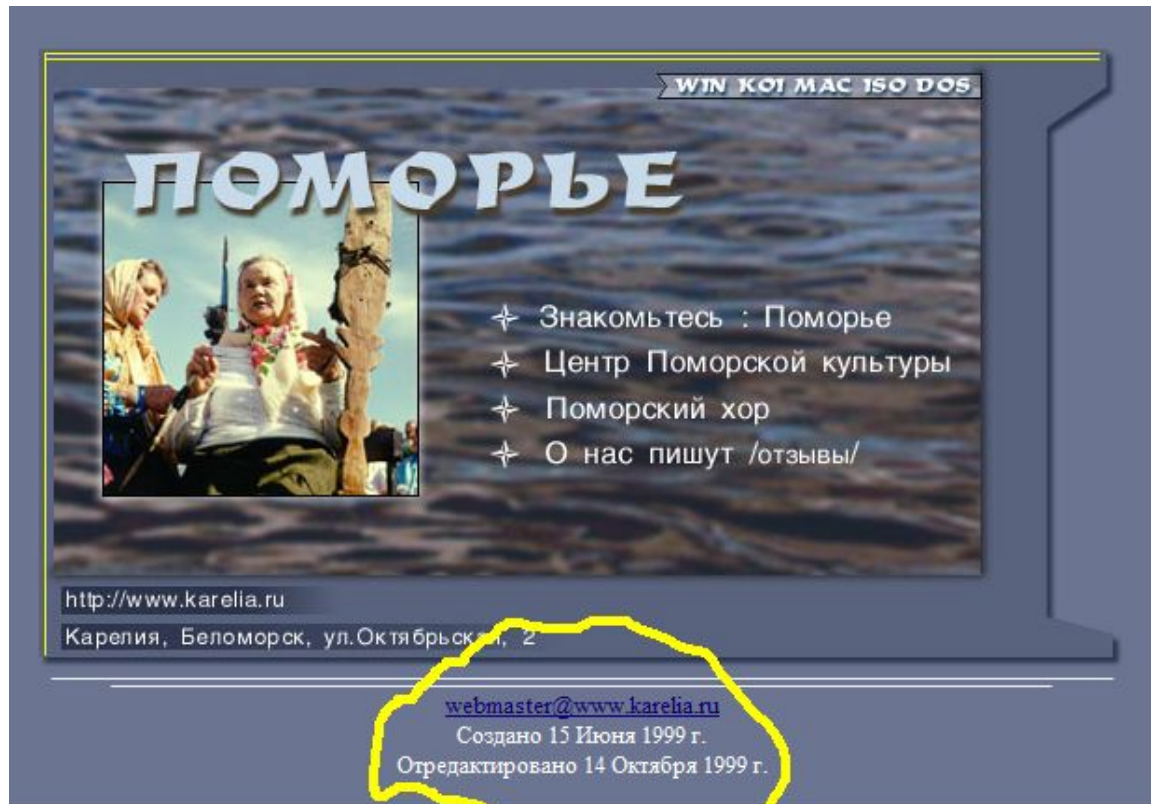 WIN KOI MAC ISO DOS
ПОМОРЬЕ
Знакомьтесь : Поморье
Центр Поморской культуры
Поморский хор
О нас пишут /отзывы/
http://www.karelia.ru
Карелия, Беломорск, ул.Октябрьская, 2
webmaster@www.karelia.ru
Создано 15 Июня 1999 г.
Отредактировано 14 Октября 1999 г.